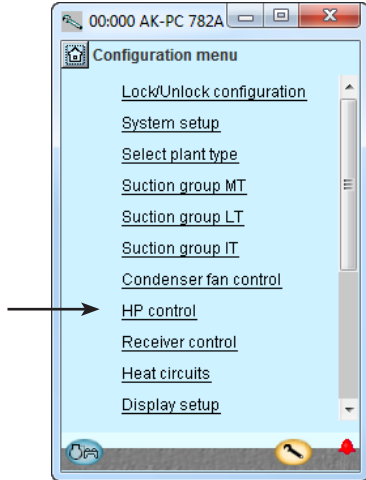 00:000 AK-PC 782A
Configuration menu
Lock/Unlock configuration
System setup
Select plant type
Suction group MT
Suction group LT
Suction group IT
Condenser fan control
HP control
Receiver control
Heat circuits
Display setup